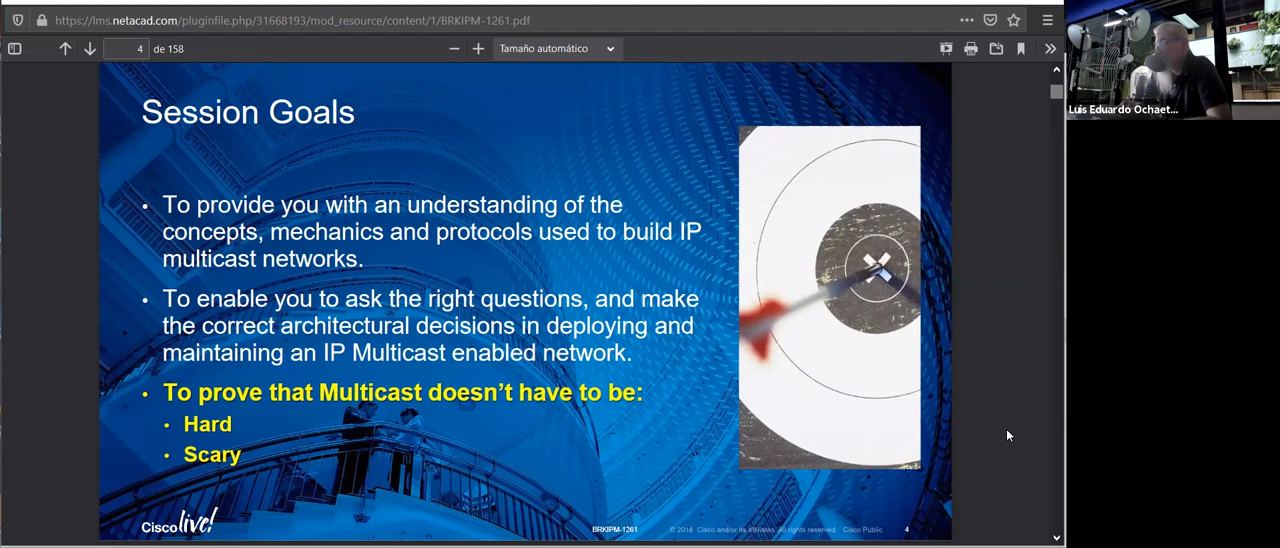 https://lms.netacad.com/pluginfile.php/31668193/mod_resource/content/1/BRKIPM-1261.pdf
4 de 158
Tamaño automático
Luis Eduardo Ochaet...
Session Goals
• To provide you with an understanding of the
concepts, mechanics and protocols used to build IP
multicast networks.
• To enable you to ask the right questions, and make
the correct architectural decisions in deploying and
maintaining an IP Multicast enabled network.
• To prove that Multicast doesn't have to be:
• Hard
• Scary
Cisco live!
BRKIPM-1261
© 2016 Cisco and/or its affiliates. All rights reserved. Cisco Public
4